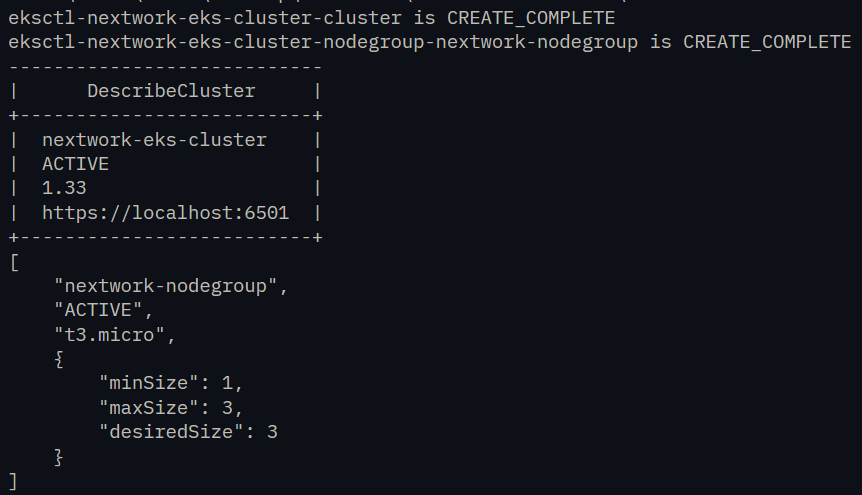 eksctl-nextwork-eks-cluster-cluster is CREATE_COMPLETE
eksctl-nextwork-eks-cluster-nodegroup-nextwork-nodegroup is CREATE_COMPLETE
----------------------------
|      DescribeCluster     |
+--------------------------+
|  nextwork-eks-cluster    |
|  ACTIVE                  |
|  1.33                    |
|  https://localhost:6501  |
+--------------------------+
[
    "nextwork-nodegroup",
    "ACTIVE",
    "t3.micro",
    {
        "minSize": 1,
        "maxSize": 3,
        "desiredSize": 3
    }
]